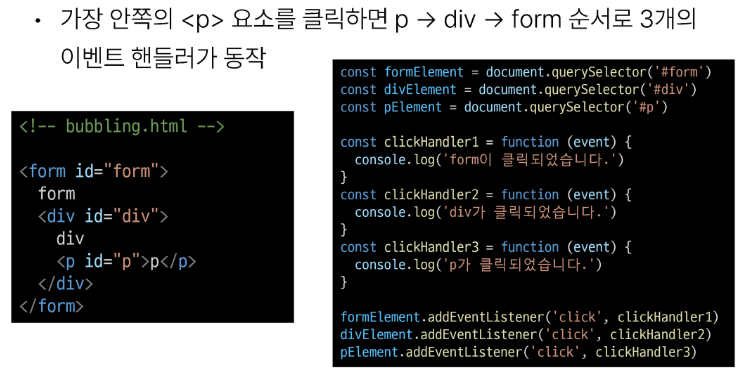 • 가장 안쪽의 <p> 요소를 클릭하면 p → div → form 순서로 3개의
이벤트 핸들러가 동작
<!-- bubbling.html -->
<form id="form">
  form
  <div id="div">
    div
    <p id="p">p</p>
  </div>
</form>
const formElement = document.querySelector('#form')
const divElement = document.querySelector('#div')
const pElement = document.querySelector('#p')
const clickHandler1 = function (event) {
  console.log('form이 클릭되었습니다.')
}
const clickHandler2 = function (event) {
  console.log('div가 클릭되었습니다.')
}
const clickHandler3 = function (event) {
  console.log('p가 클릭되었습니다.')
}
formElement.addEventListener('click', clickHandler1)
divElement.addEventListener('click', clickHandler2)
pElement.addEventListener('click', clickHandler3)